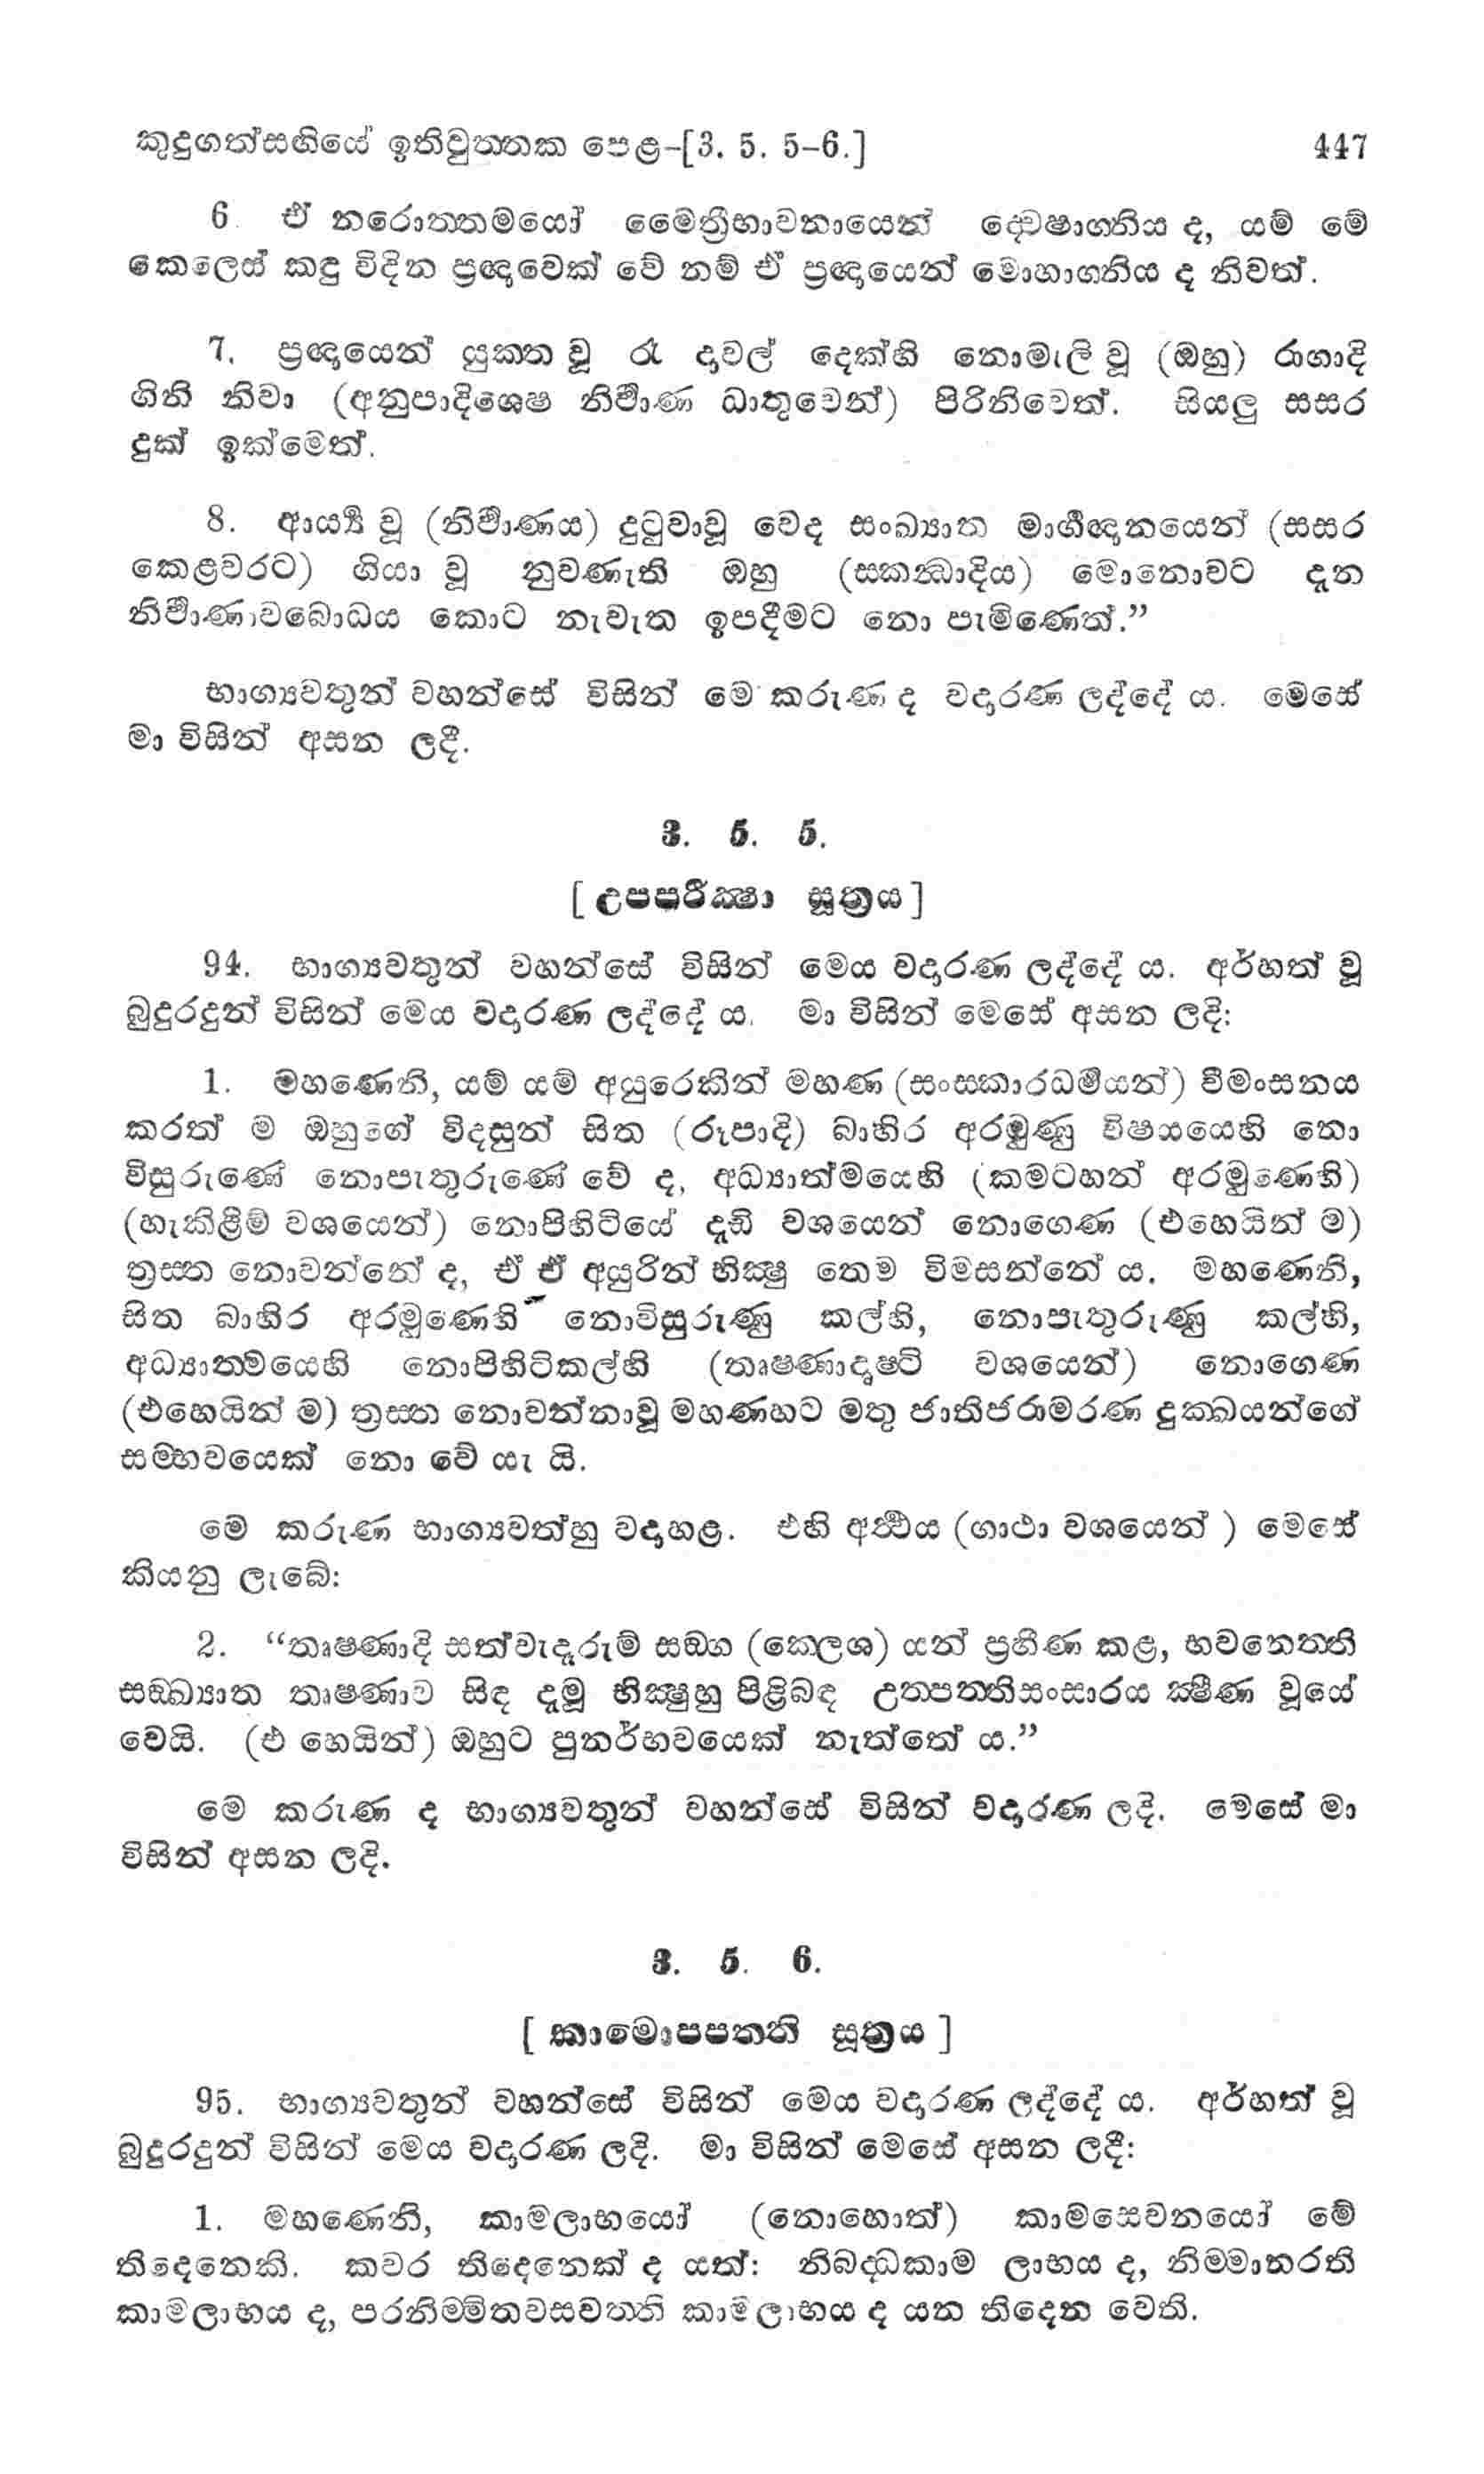 කුදුගත්සඟියේ ඉතිවුත්තක පෙළ-[3. 5. 5-6.] 447
6. ඒ නරොත්තමයෝ මෛත්‍රීභාවනායෙන් ද්වෙෂාග්නිය ද, යම් මේ
කෙලෙස් කඳු විදින ප්‍රඥාවෙක් වේ නම් ඒ ප්‍රඥායෙන් මොහාග්නිය ද නිවත්.
7. ප්‍රඥායෙන් යුක්ත වූ රෑ දාවල් දෙක්හි නොමැලි වූ (ඔහු) රාගාදි
ගිනි නිවා (අනුපාදිශෙෂ නිර්වාණ ධාතුවෙන්) පිරිනිවෙත්. සියලු සසර
දුක් ඉක්මෙත්.
8. ආර්‍ය්‍ය වූ (නිර්වාණය) දුටුවාවූ වෙද සංඛ්‍යාත මාර්ගඥානයෙන් (සසර
කෙළවරට) ගියා වූ නුවණැති ඔහු (ස්කන්ධාදිය) මොනොවට දැන
නිර්වාණාවබොධය කොට නැවැත ඉපදීමට නො පැමිණෙත්.”
භාග්‍යවතුන් වහන්සේ විසින් මෙ කරුණ ද වදාරණ ලද්දේ ය. මෙසේ
මා විසින් අසන ලදී.
3. 5. 5.
[ උපපරීක්‍ෂා සූත්‍රය ]
94. භාග්‍යවතුන් වහන්සේ විසින් මෙය වදාරණ ලද්දේ ය. අර්හත් වූ
බුදුරදුන් විසින් මෙය වදාරණ ලද්දේ ය. මා විසින් මෙසේ අසන ලදි:
1. මහණෙනි, යම් යම් අයුරෙකින් මහණ (සංස්කාරධර්මයන්) විමංසනය
කරත් ම ඔහුගේ විදසුන් සිත (රූපාදි) බාහිර අරමුණු විෂයයෙහි නො
විසුරුණේ නොපැතුරුණේ වේ ද, අධ්‍යාත්මයෙහි (කමටහන් අරමුණෙහි)
(හැකිළීම් වශයෙන්) නොපිහිටියේ දැඩි වශයෙන් නොගෙණ (එහෙයින් ම)
ත්‍රස්ත නොවන්නේ ද, ඒ ඒ අයුරින් භික්‍ෂු තෙම විමසන්නේ ය. මහණෙනි,
සිත බාහිර අරමුණෙහි නොවිසුරුණු කල්හි, නොපැතුරුණු කල්හි,
අධ්‍යාත්මයෙහි නොපිහිටිකල්හි (තෘෂ්ණාදෘෂ්ටි වශයෙන්) නොගෙණ
(එහෙයින් ම) ත්‍රස්ත නොවන්නාවූ මහණහට මතු ජාතිජරාමරණ දුක්ඛයන්ගේ
සම්භවයෙක් නො වේ යැ යි.
මේ කරුණ භාග්‍යවත්හු වදාහළ. එහි අර්ථය (ගාථා වශයෙන් ) මෙසේ
කියනු ලැබේ:
2. “තෘෂ්ණාදි සත්වැදෑරුම් සඞ්ග (ක්ලෙශ) යන් ප්‍රහීණ කළ, භවනෙත්ති
සඞ්ඛ්‍යාත තෘෂ්ණාව සිඳ දැමූ භික්‍ෂුහු පිළිබඳ උත්පත්තිසංසාරය ක්‍ෂීණ වූයේ
වෙයි. (එ හෙයින්) ඔහුට පුනර්භවයෙක් නැත්තේ ය.”
මෙ කරුණ ද භාග්‍යවතුන් වහන්සේ විසින් වදාරණ ලදි. මෙසේ මා
විසින් අසන ලදි.
3. 5. 6.
[ කාමොපපත්ති සූත්‍රය ]
95. භාග්‍යවතුන් වහන්සේ විසින් මෙය වදාරණ ලද්දේ ය. අර්හත් වූ
බුදුරදුන් විසින් මෙය වදාරණ ලදි. මා විසින් මෙසේ අසන ලදී:
1. මහණෙනි, කාමලාභයෝ (නොහොත්) කාමසෙවනයෝ මේ
තිදෙනෙකි. කවර තිදෙනෙක් ද යත්: නිබද්ධකාම ලාභය ද, නිම්මානරති
කාමලාභය ද, පරනිම්මිතවසවත්ති කාමලාභය ද යන තිදෙන වෙති.